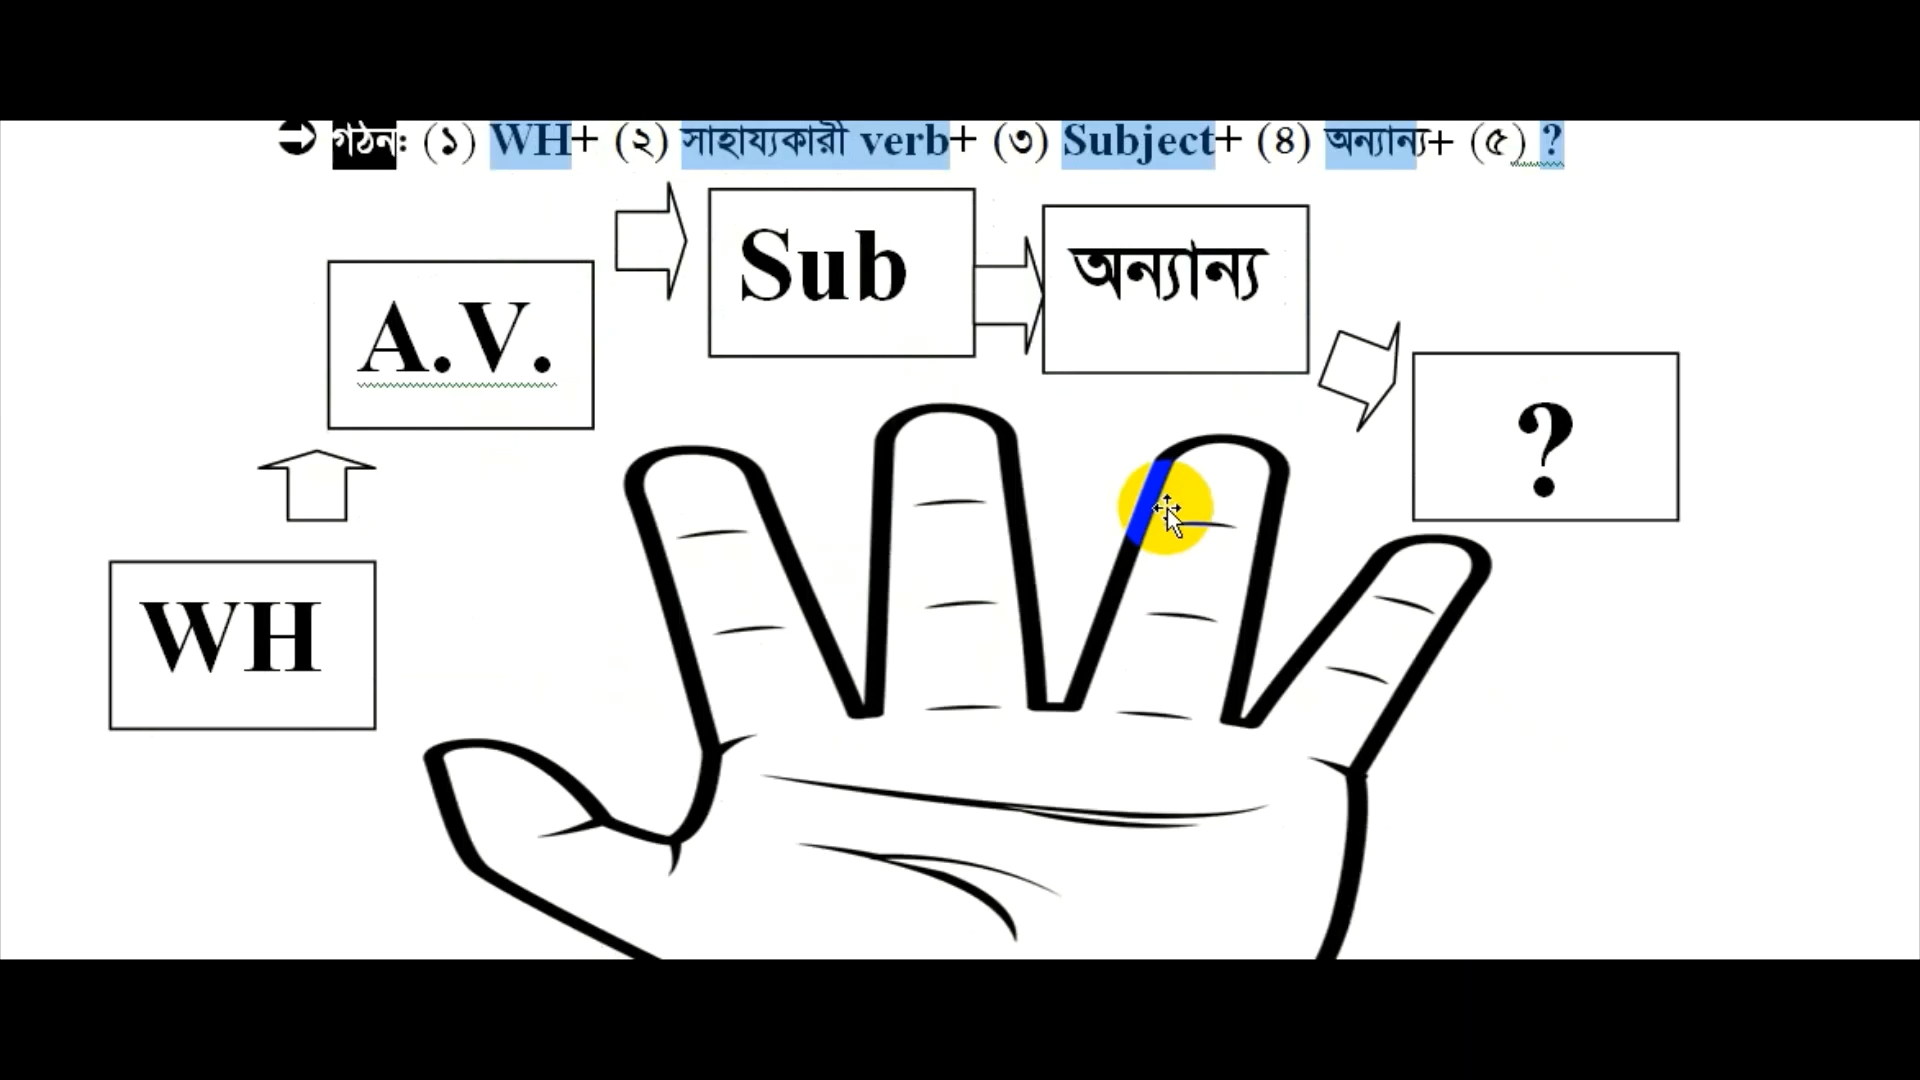 ➲ গঠন: (১) WH+ (২) সাহায্যকারী verb+ (৩) Subject+ (৪) অন্যান্য+ (৫) ?
Sub
অন্যান্য
A.V.
?
WH